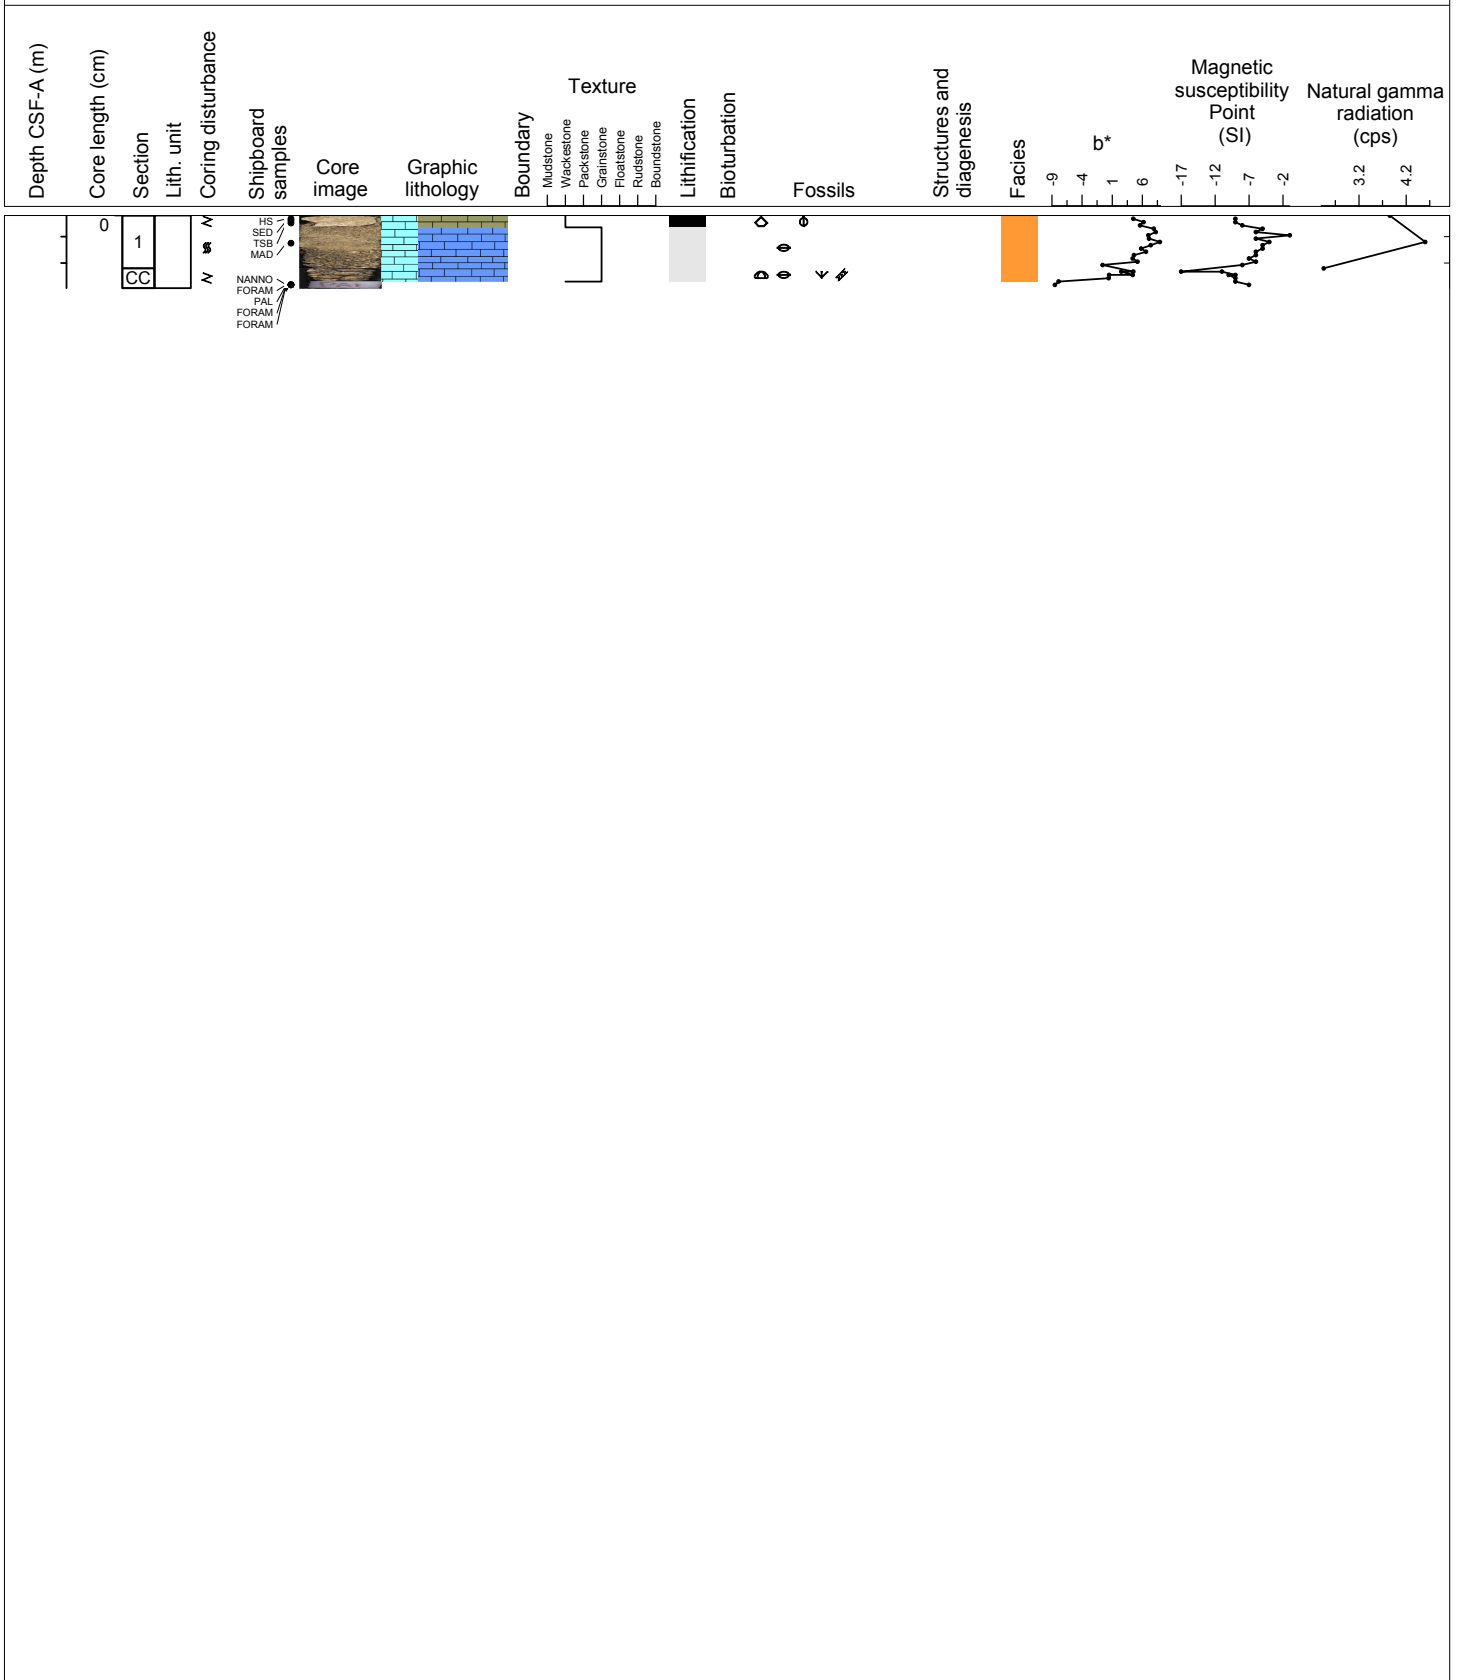 Depth CSF-A (m)
Core length (cm)
Section
Lith. unit
Coring disturbance
Shipboard
samples
Core
image
Graphic
lithology
Boundary
Texture
Mudstone
Wackestone
Packstone
Grainstone
Floatstone
Rudstone
Boundstone
Lithification
Bioturbation
Fossils
Structures and
diagenesis
Facies
b*
-9
-4
1
6
Magnetic
susceptibility
Point
(SI)
-17
-12
-7
-2
Natural gamma
radiation
(cps)
3.2
4.2
0
1
CC
HS
SED
TSB
MAD
NANNO
FORAM
PAL
FORAM
FORAM